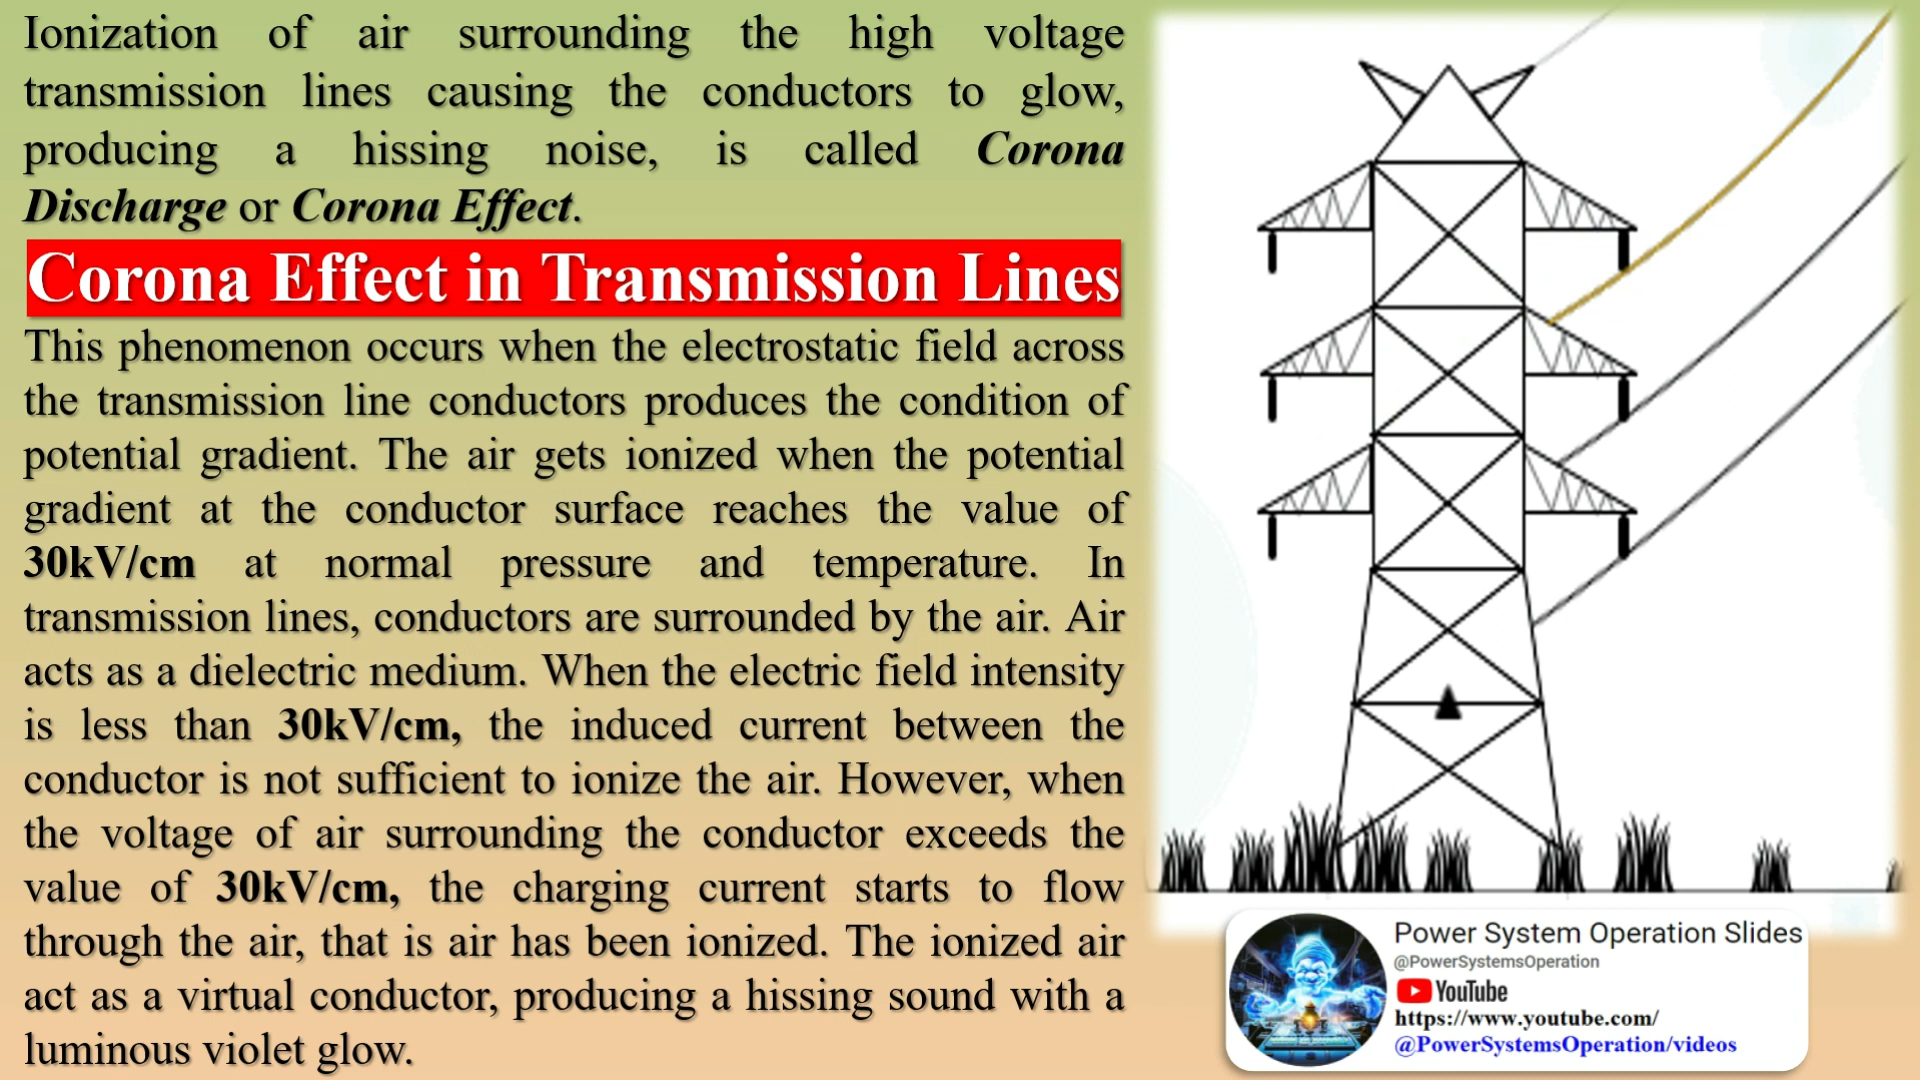 Ionization of air surrounding the high voltage
transmission lines causing the conductors to glow,
producing a hissing noise, is called Corona
Discharge or Corona Effect.
Corona Effect in Transmission Lines
This phenomenon occurs when the electrostatic field across
the transmission line conductors produces the condition of
potential gradient. The air gets ionized when the potential
gradient at the conductor surface reaches the value of
30kV/cm at normal pressure and temperature. In
transmission lines, conductors are surrounded by the air. Air
acts as a dielectric medium. When the electric field intensity
is less than 30kV/cm, the induced current between the
conductor is not sufficient to ionize the air. However, when
the voltage of air surrounding the conductor exceeds the
value of 30kV/cm, the charging current starts to flow
through the air, that is air has been ionized. The ionized air
act as a virtual conductor, producing a hissing sound with a
luminous violet glow.
Power System Operation Slides
@PowerSystemsOperation
YouTube
https://www.youtube.com/
@PowerSystemsOperation/videos